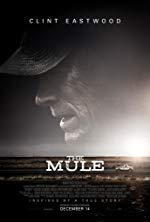 CLINT EASTWOOD
THE
MULE
INSPIRED BY A TRUE STORY
DECEMBER 14